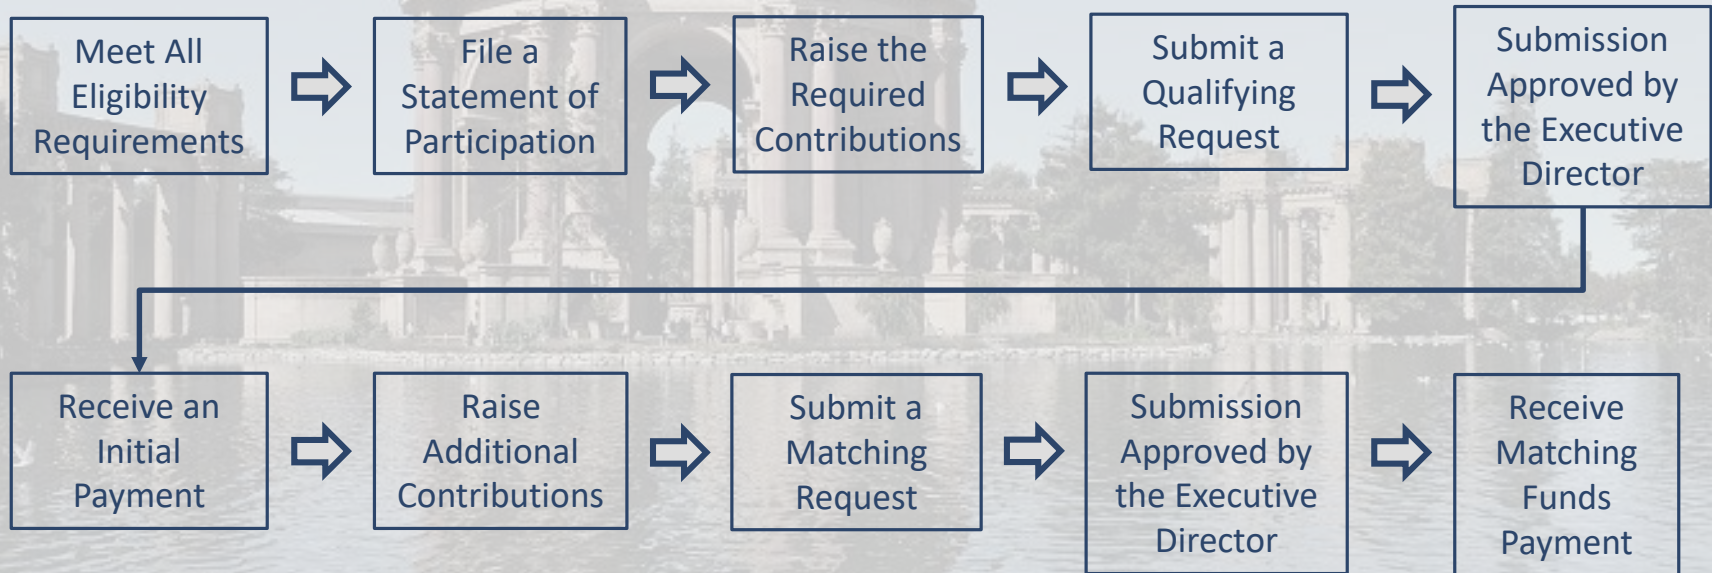 Meet All
Eligibility
Requirements
File a
Statement of
Participation
Raise the
Required
Contributions
Submit a
Qualifying
Request
Submission
Approved by
the Executive
Director
Receive an
Initial
Payment
Raise
Additional
Contributions
Submit a
Matching
Request
Submission
Approved by
the Executive
Director
Receive
Matching
Funds
Payment